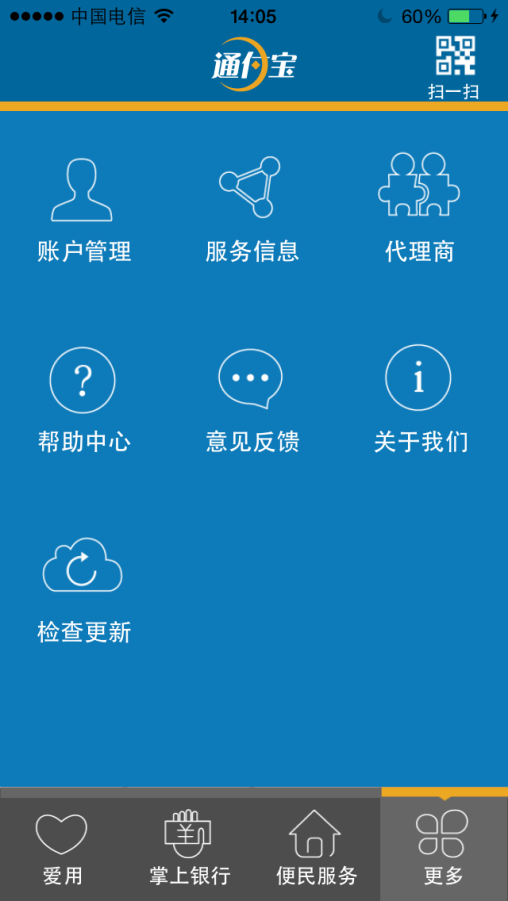 中国电信 14:05 60%
通付宝
扫一扫
账户管理 服务信息 代理商
帮助中心 意见反馈 关于我们
检查更新
爱用 掌上银行 便民服务 更多